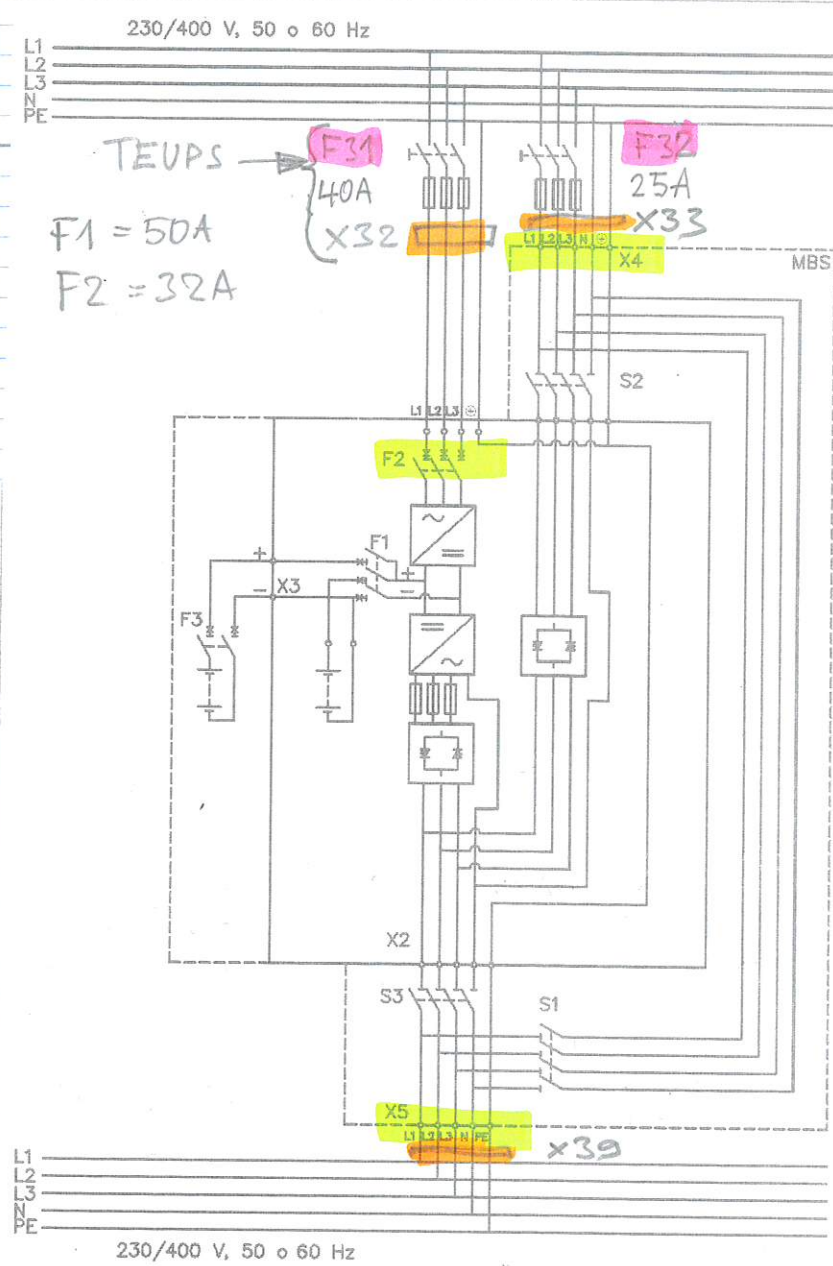 230/400 V, 50 o 60 Hz
L1
L2
L3
N
PE
TEUPS
F31
F32
40A
25A
F1 = 50A
X32
X33
F2 = 32A
L1 L2 L3 N
X4
MBS
S2
L1 L2 L3
F2
F1
+
+
-
-
X3
F3
X2
S3
S1
X5
L1 L2 L3 N PE
X39
L1
L2
L3
N
PE
230/400 V, 50 o 60 Hz